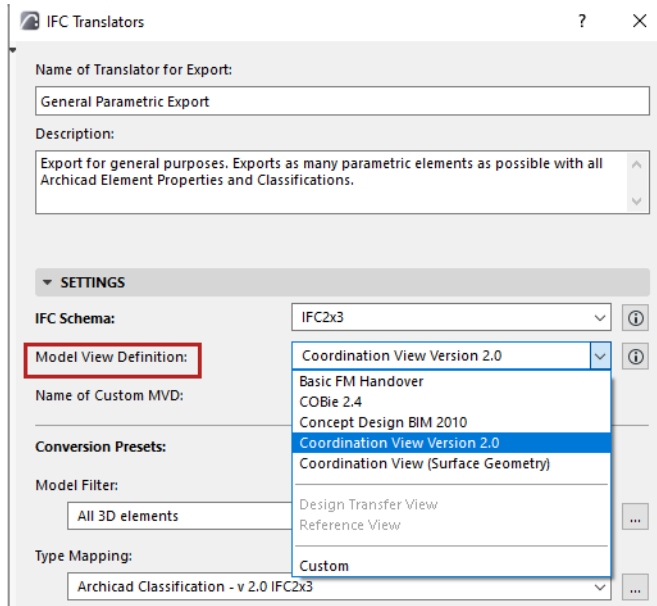 IFC Translators
?
Name of Translator for Export:
General Parametric Export
Description:
Export for general purposes. Exports as many parametric elements as possible with all
Archicad Element Properties and Classifications.
SETTINGS
IFC Schema:
IFC2x3
Model View Definition:
Coordination View Version 2.0
Basic FM Handover
Name of Custom MVD:
COBie 2.4
Concept Design BIM 2010
Coordination View Version 2.0
Conversion Presets:
Coordination View (Surface Geometry)
Model Filter:
Design Transfer View
All 3D elements
...
Reference View
Type Mapping:
Custom
Archicad Classification - v 2.0 IFC2x3
...